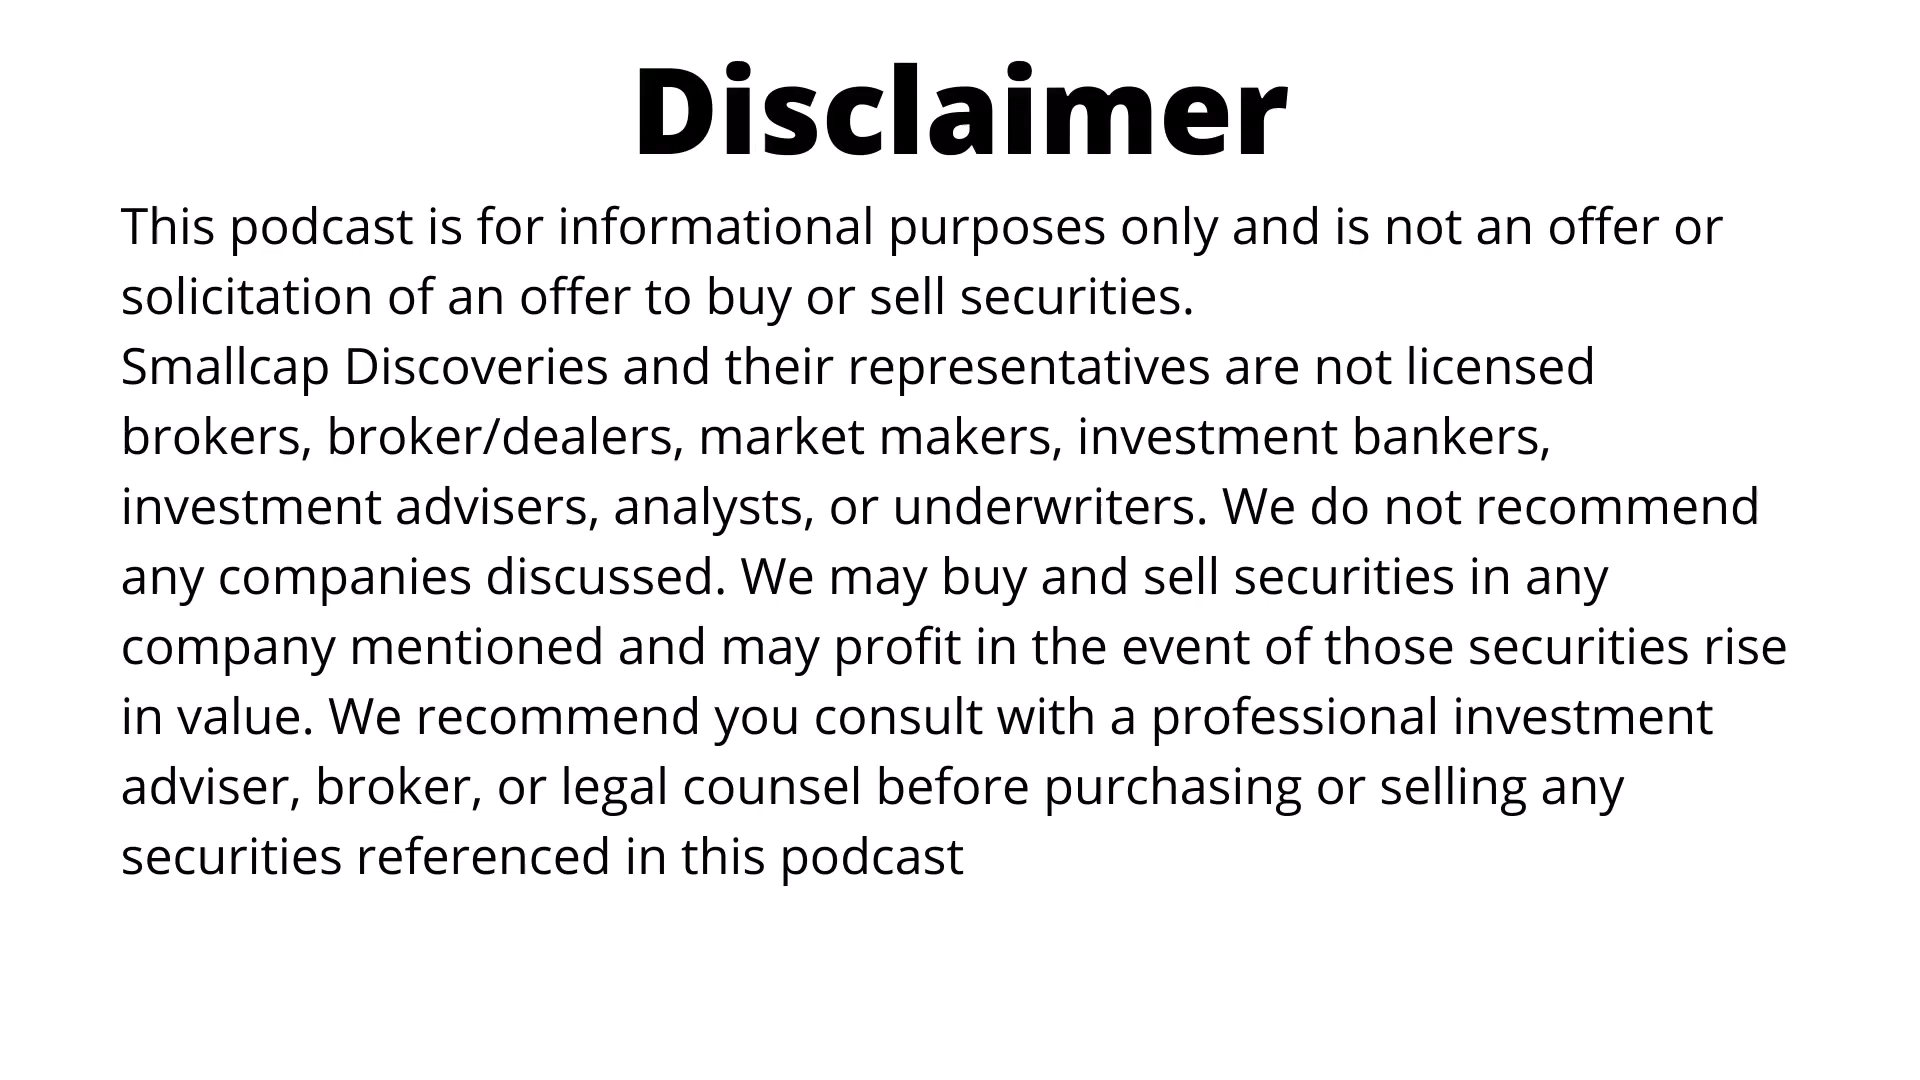 Disclaimer
This podcast is for informational purposes only and is not an offer or
solicitation of an offer to buy or sell securities.
Smallcap Discoveries and their representatives are not licensed
brokers, broker/dealers, market makers, investment bankers,
investment advisers, analysts, or underwriters. We do not recommend
any companies discussed. We may buy and sell securities in any
company mentioned and may profit in the event of those securities rise
in value. We recommend you consult with a professional investment
adviser, broker, or legal counsel before purchasing or selling any
securities referenced in this podcast